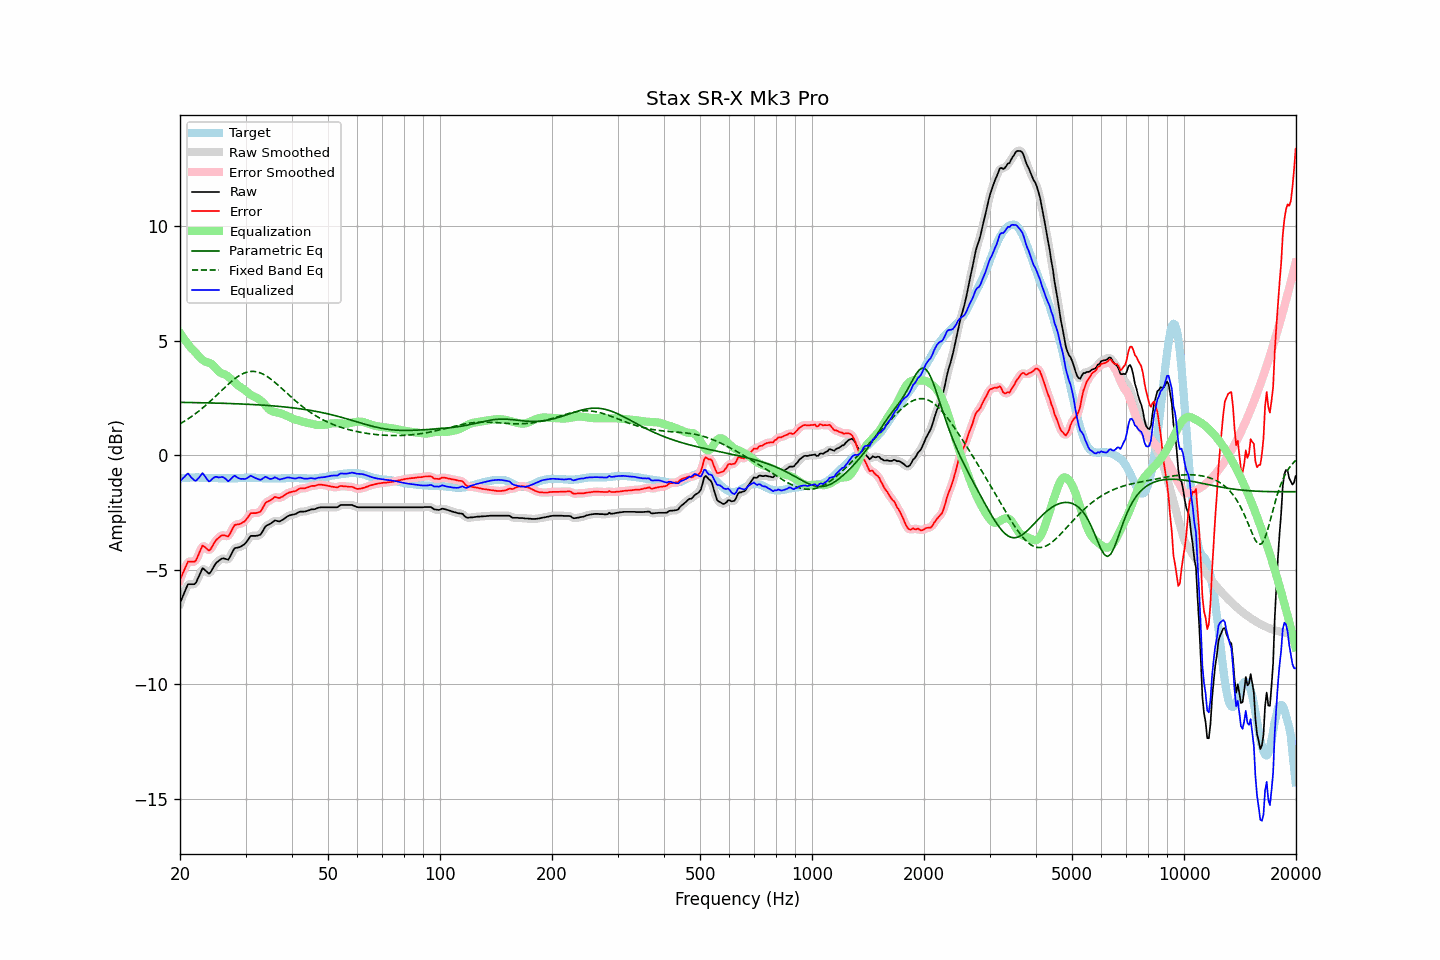 Stax SR-X Mk3 Pro
Target
Raw Smoothed
Error Smoothed
Raw
Error
Equalization
Parametric Eq
Fixed Band Eq
Equalized
Amplitude (dBr)
10
5
0
−5
−10
−15
20
50
100
200
500
1000
2000
5000
10000
20000
Frequency (Hz)